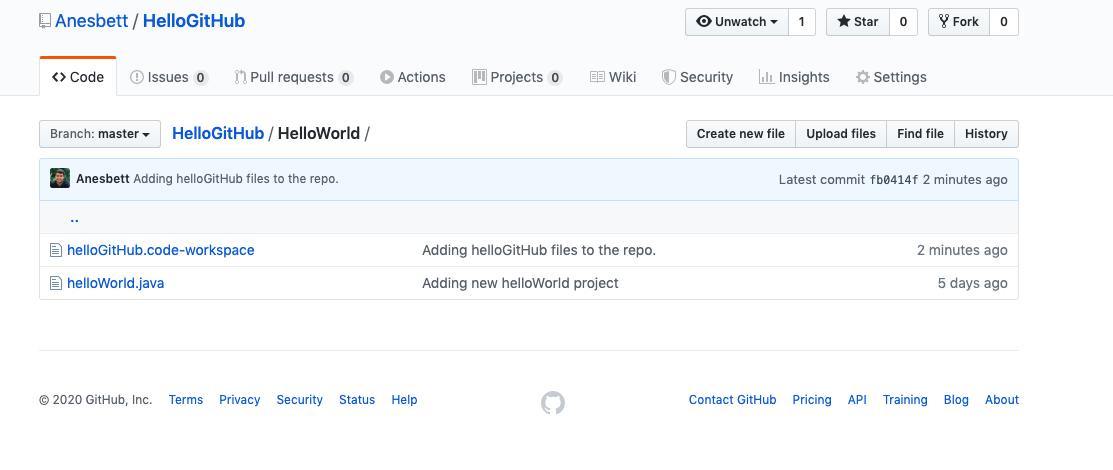 Anesbett / HelloGitHub Unwatch 1 Star 0 Fork 0
Code Issues 0 Pull requests 0 Actions Projects 0 Wiki Security Insights Settings
Branch: master HelloGitHub / HelloWorld / Create new file Upload files Find file History
Anesbett Adding helloGitHub files to the repo. Latest commit fb0414f 2 minutes ago
..
helloGitHub.code-workspace Adding helloGitHub files to the repo. 2 minutes ago
helloWorld.java Adding new helloWorld project 5 days ago
© 2020 GitHub, Inc. Terms Privacy Security Status Help Contact GitHub Pricing API Training Blog About